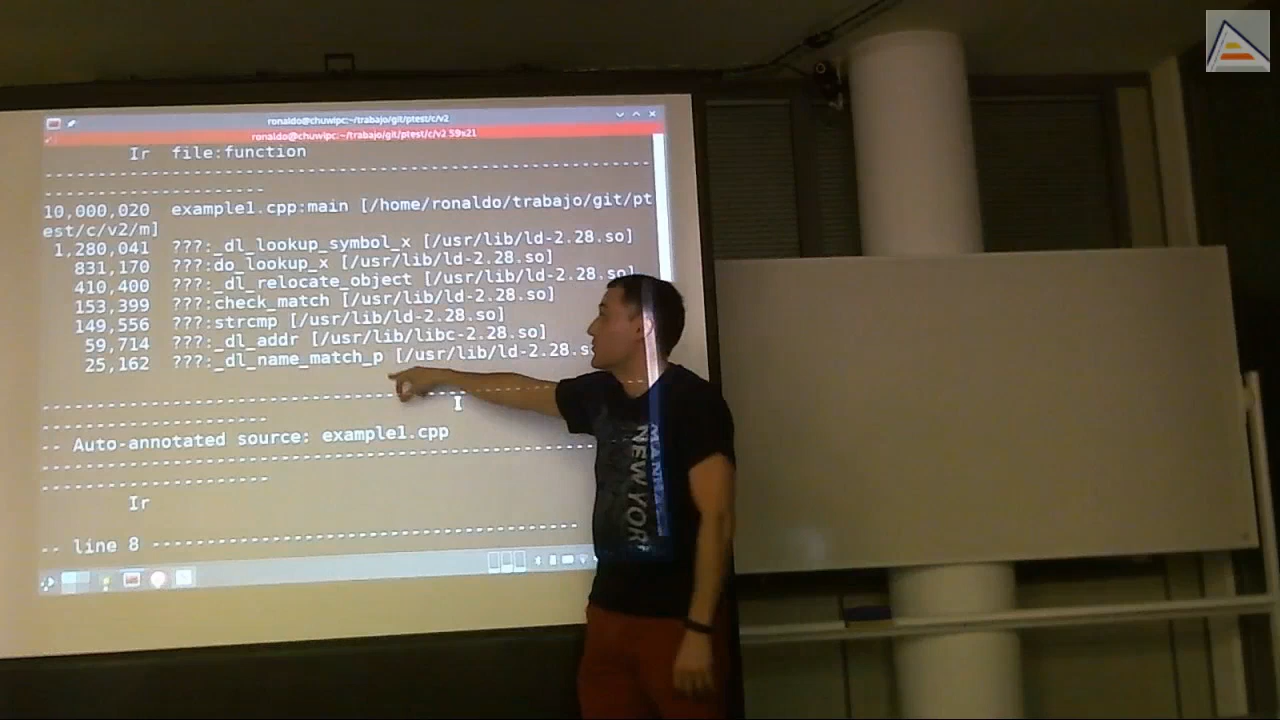 ronaldo@chuwipc:~/trabajo/git/ptest/c/v2
ronaldo@chuwipc:~/trabajo/git/ptest/c/v2 59x21
Ir file:function
--------------------------------------------------------------------------------
10,000,020 example1.cpp:main [/home/ronaldo/trabajo/git/pt
est/c/v2/m]
1,280,041 ???:_dl_lookup_symbol_x [/usr/lib/ld-2.28.so]
831,170 ???:do_lookup_x [/usr/lib/ld-2.28.so]
410,400 ???:_dl_relocate_object [/usr/lib/ld-2.28.so]
153,399 ???:check_match [/usr/lib/ld-2.28.so]
149,556 ???:strcmp [/usr/lib/ld-2.28.so]
59,714 ???:_dl_addr [/usr/lib/libc-2.28.so]
25,162 ???:_dl_name_match_p [/usr/lib/ld-2.28.s
--------------------------------------------------------------------------------
-- Auto-annotated source: example1.cpp
--------------------------------------------------------------------------------
Ir
-- line 8 ----------------------------------------
NEW YOR